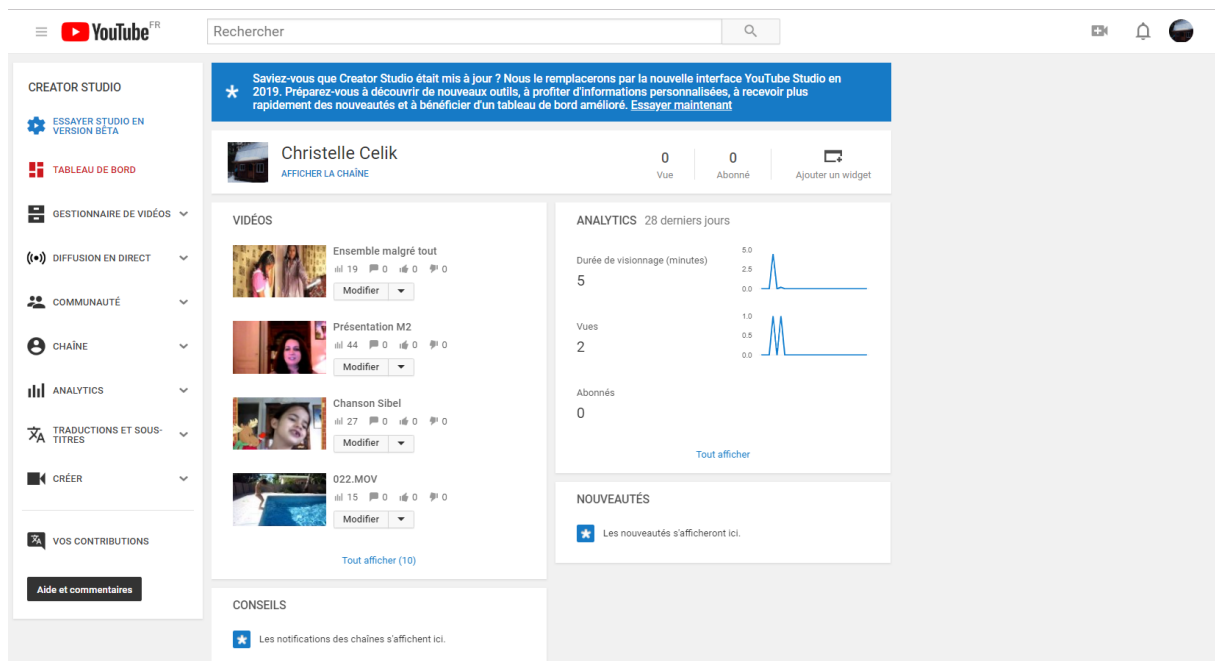 YouTube FR
Rechercher
CREATOR STUDIO
ESSAYER STUDIO EN
VERSION BÊTA
TABLEAU DE BORD
GESTIONNAIRE DE VIDÉOS
DIFFUSION EN DIRECT
COMMUNAUTÉ
CHAÎNE
ANALYTICS
TRADUCTIONS ET SOUS-
TITRES
CRÉER
VOS CONTRIBUTIONS
Aide et commentaires
Saviez-vous que Creator Studio était mis à jour ? Nous le remplacerons par la nouvelle interface YouTube Studio en
2019. Préparez-vous à découvrir de nouveaux outils, à profiter d'informations personnalisées, à recevoir plus
rapidement des nouveautés et à bénéficier d'un tableau de bord amélioré. Essayer maintenant
Christelle Celik
AFFICHER LA CHAÎNE
0
Vue
0
Abonné
Ajouter un widget
VIDÉOS
Ensemble malgré tout
19 0 0 0
Modifier
Présentation M2
44 0 0 0
Modifier
Chanson Sibel
27 0 0 0
Modifier
022.MOV
15 0 0 0
Modifier
Tout afficher (10)
CONSEILS
Les notifications des chaînes s'affichent ici.
ANALYTICS 28 derniers jours
Durée de visionnage (minutes)
5
5.0
2.5
0.0
Vues
2
1.0
0.5
0.0
Abonnés
0
Tout afficher
NOUVEAUTÉS
Les nouveautés s'afficheront ici.